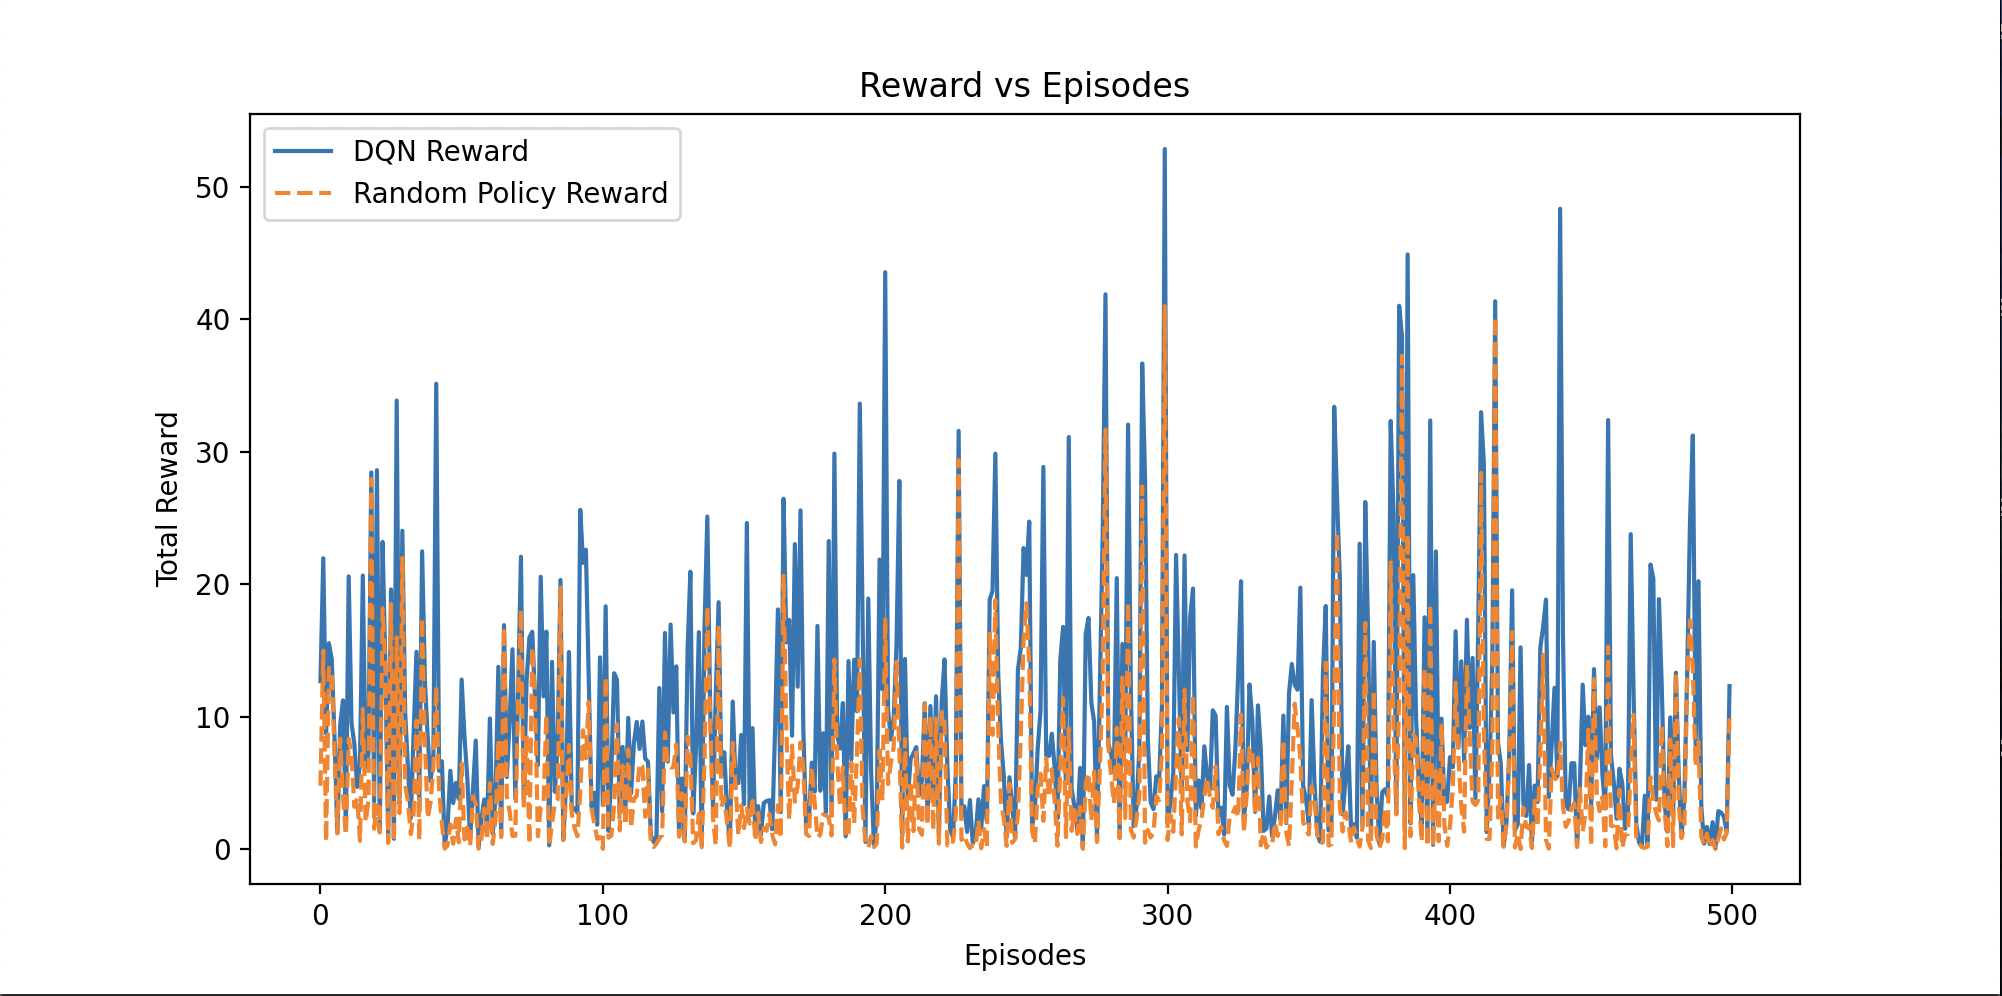 Reward vs Episodes
DQN Reward
Random Policy Reward
50
40
30
20
10
0
Total Reward
0 100 200 300 400 500
Episodes